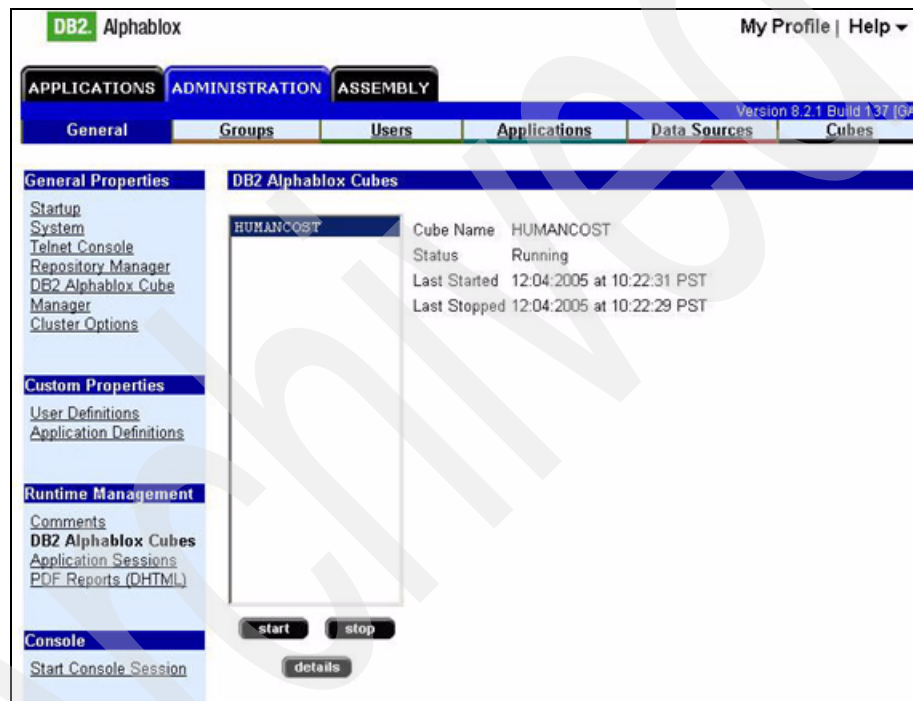 DB2. Alphablox
My Profile | Help
APPLICATIONS ADMINISTRATION ASSEMBLY
Version 8.2.1 Build 137 [GA
General Groups Users Applications Data Sources Cubes
General Properties
Startup
System
Telnet Console
Repository Manager
DB2 Alphablox Cube
Manager
Cluster Options
Custom Properties
User Definitions
Application Definitions
Runtime Management
Comments
DB2 Alphablox Cubes
Application Sessions
PDF Reports (DHTML)
Console
Start Console Session
DB2 Alphablox Cubes
HUMANCOST
Cube Name HUMANCOST
Status Running
Last Started 12:04:2005 at 10:22:31 PST
Last Stopped 12:04:2005 at 10:22:29 PST
start stop
details